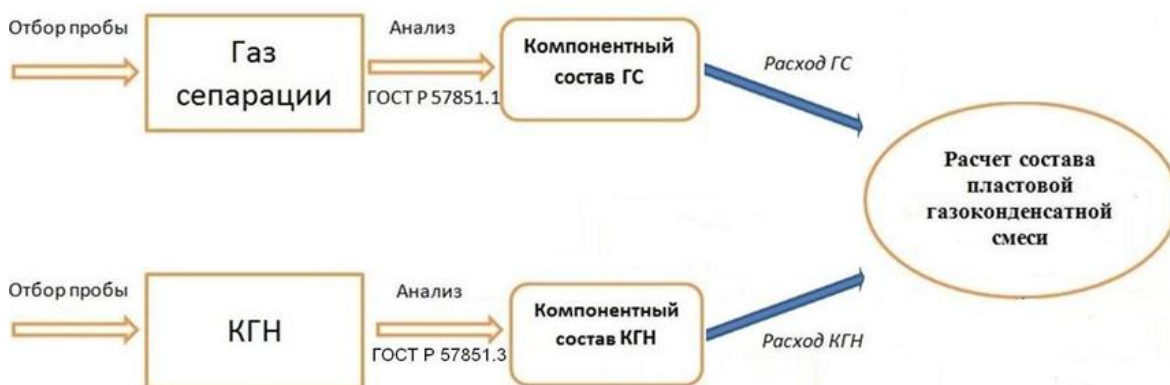 Отбор пробы
Газ
сепарации
Анализ
ГОСТ Р 57851.1
Компонентный
состав ГС
Расход ГС
Расчет состава
пластовой
газоконденсатной
смеси
Отбор пробы
КГН
Анализ
ГОСТ Р 57851.3
Компонентный
состав КГН
Расход КГН